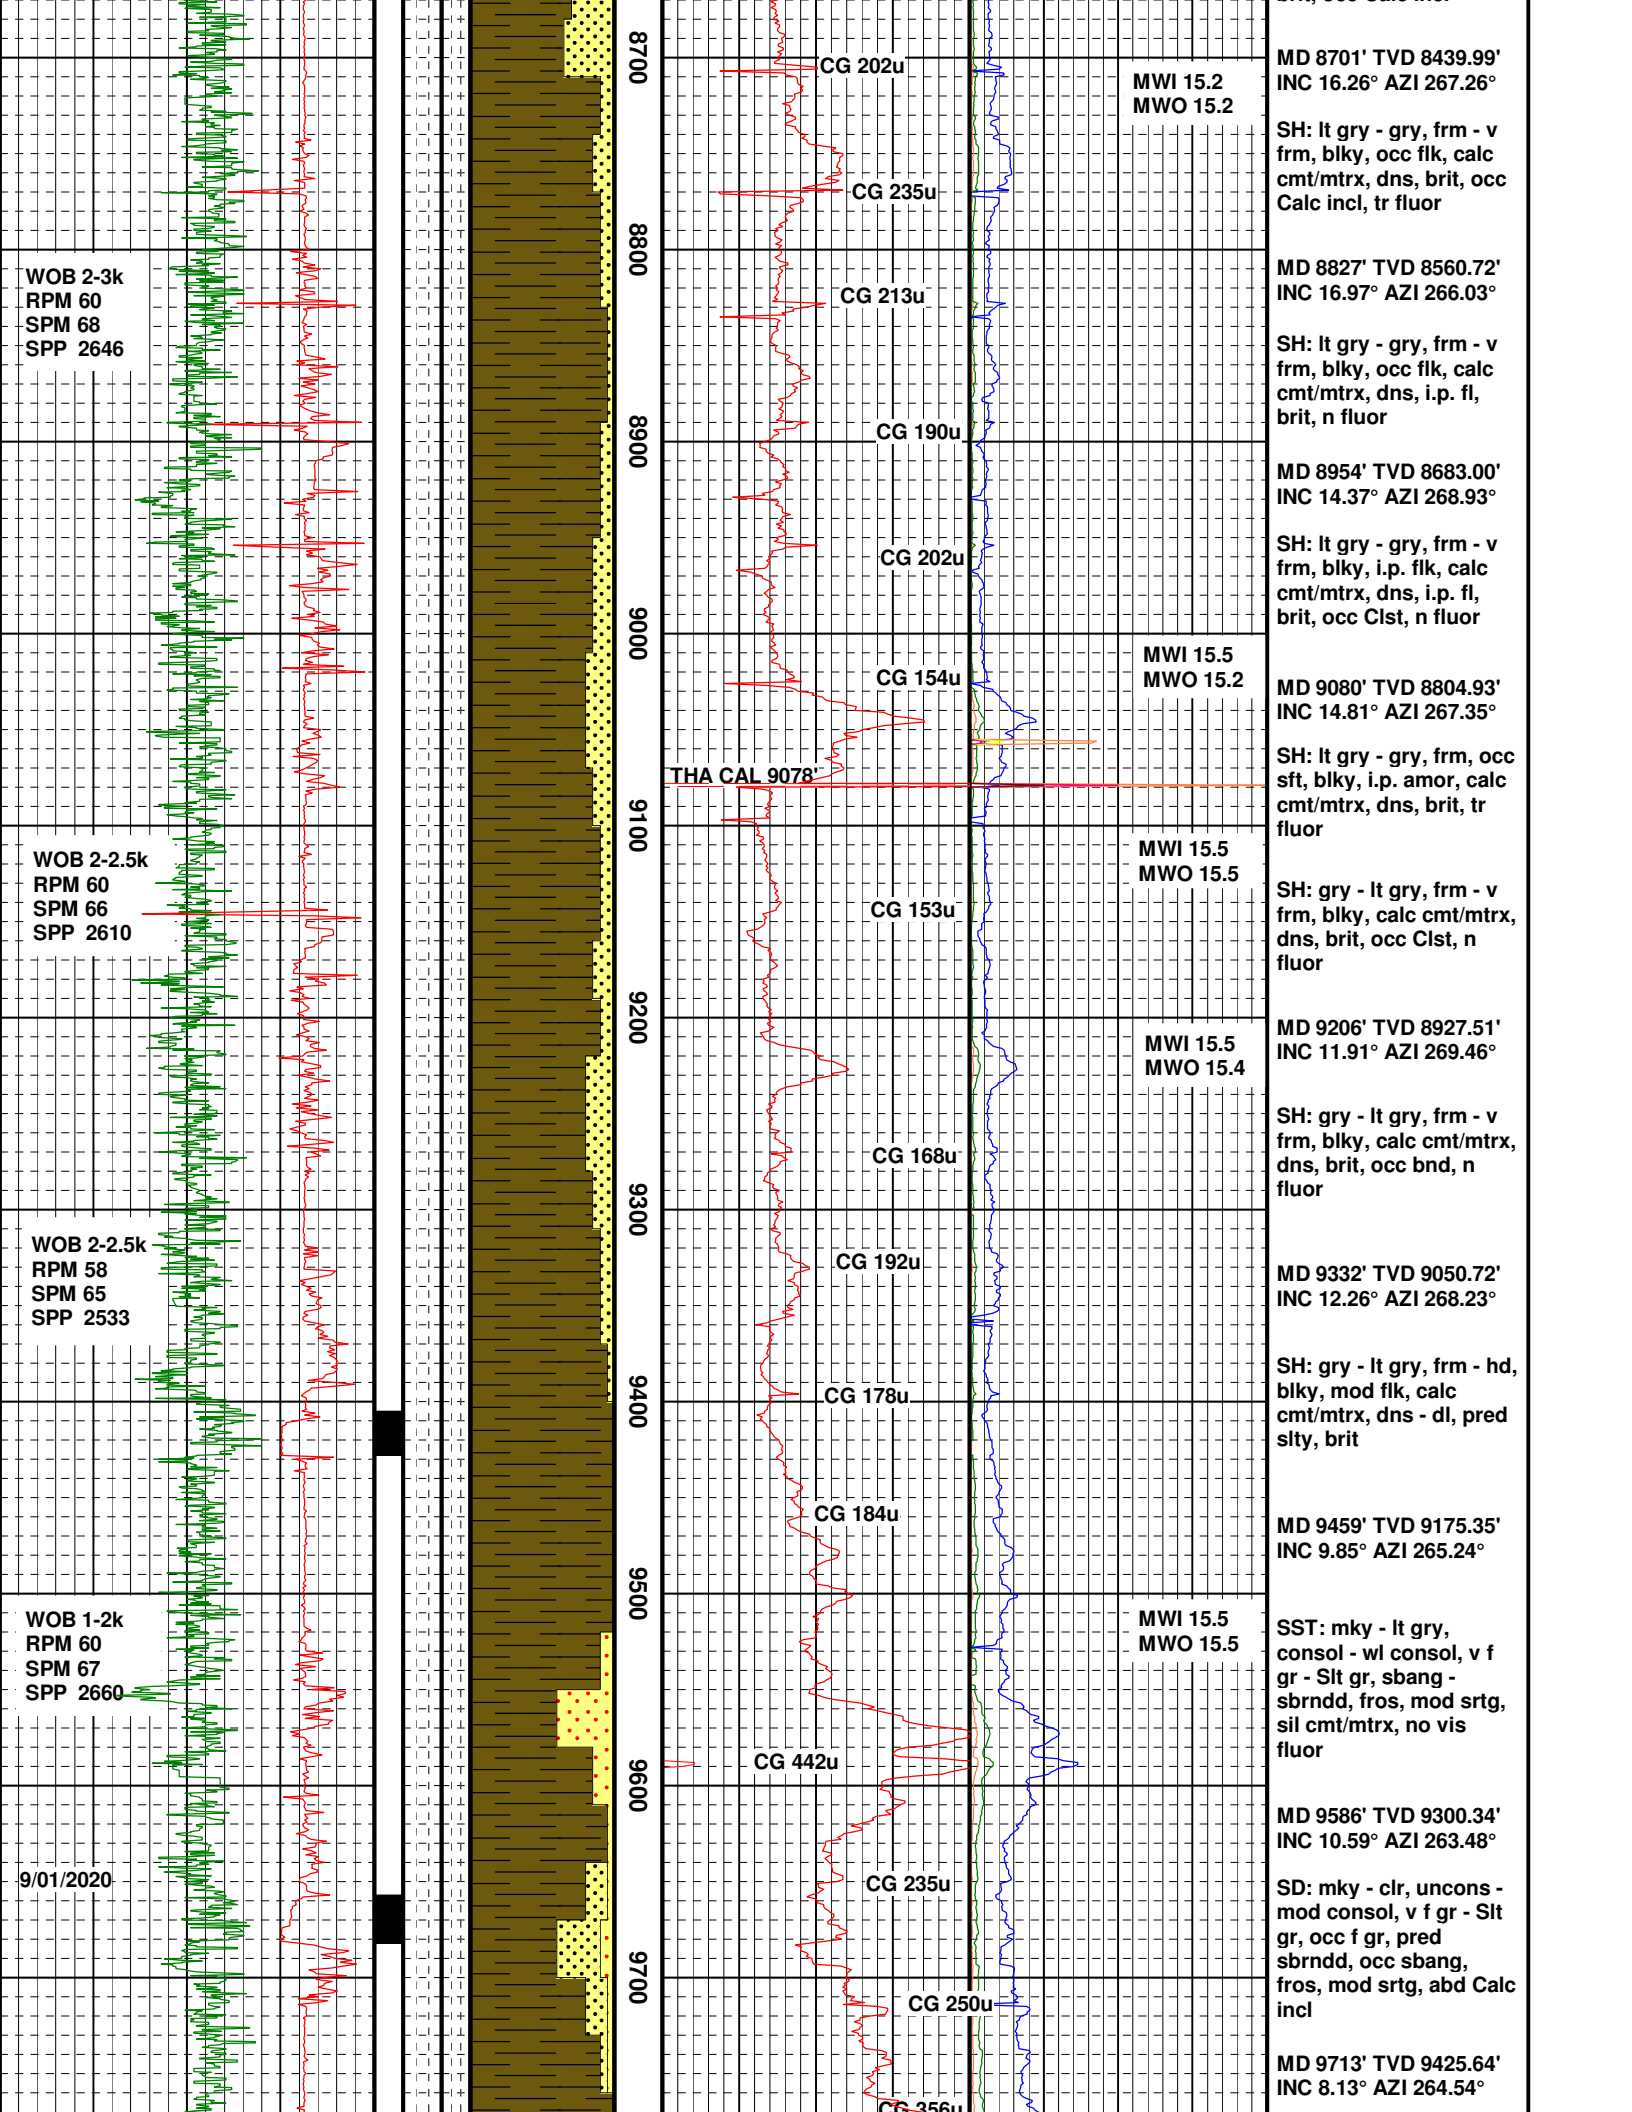 WOB 2-3k
RPM 60
SPM 68
SPP 2646
WOB 2-2.5k
RPM 60
SPM 66
SPP 2610
WOB 2-2.5k
RPM 58
SPM 65
SPP 2533
WOB 1-2k
RPM 60
SPM 67
SPP 2660
9/01/2020
8700
8800
8900
9000
9100
9200
9300
9400
9500
9600
9700
CG 202u
CG 235u
CG 213u
CG 190u
CG 202u
CG 154u
THA CAL 9078'
CG 153u
CG 168u
CG 192u
CG 178u
CG 184u
CG 442u
CG 235u
CG 250u
CG 356u
MWI 15.2
MWO 15.2
MWI 15.5
MWO 15.2
MWI 15.5
MWO 15.5
MWI 15.5
MWO 15.4
MWI 15.5
MWO 15.5
MD 8701' TVD 8439.99'
INC 16.26° AZI 267.26°
SH: lt gry - gry, frm - v
frm, blky, occ flk, calc
cmt/mtrx, dns, brit, occ
Calc incl, tr fluor
MD 8827' TVD 8560.72'
INC 16.97° AZI 266.03°
SH: lt gry - gry, frm - v
frm, blky, occ flk, calc
cmt/mtrx, dns, i.p. fl,
brit, n fluor
MD 8954' TVD 8683.00'
INC 14.37° AZI 268.93°
SH: lt gry - gry, frm - v
frm, blky, i.p. flk, calc
cmt/mtrx, dns, i.p. fl,
brit, occ Clst, n fluor
MD 9080' TVD 8804.93'
INC 14.81° AZI 267.35°
SH: lt gry - gry, frm, occ
sft, blky, i.p. amor, calc
cmt/mtrx, dns, brit, tr
fluor
SH: gry - lt gry, frm - v
frm, blky, calc cmt/mtrx,
dns, brit, occ Clst, n
fluor
MD 9206' TVD 8927.51'
INC 11.91° AZI 269.46°
SH: gry - lt gry, frm - v
frm, blky, calc cmt/mtrx,
dns, brit, occ bnd, n
fluor
MD 9332' TVD 9050.72'
INC 12.26° AZI 268.23°
SH: gry - lt gry, frm - hd,
blky, mod flk, calc
cmt/mtrx, dns - dl, pred
slty, brit
MD 9459' TVD 9175.35'
INC 9.85° AZI 265.24°
SST: mky - lt gry,
consol - wl consol, v f
gr - Slt gr, sbang -
sbrndd, fros, mod srtg,
sil cmt/mtrx, no vis
fluor
MD 9586' TVD 9300.34'
INC 10.59° AZI 263.48°
SD: mky - clr, uncons -
mod consol, v f gr - Slt
gr, occ f gr, pred
sbrndd, occ sbang,
fros, mod srtg, abd Calc
incl
MD 9713' TVD 9425.64'
INC 8.13° AZI 264.54°